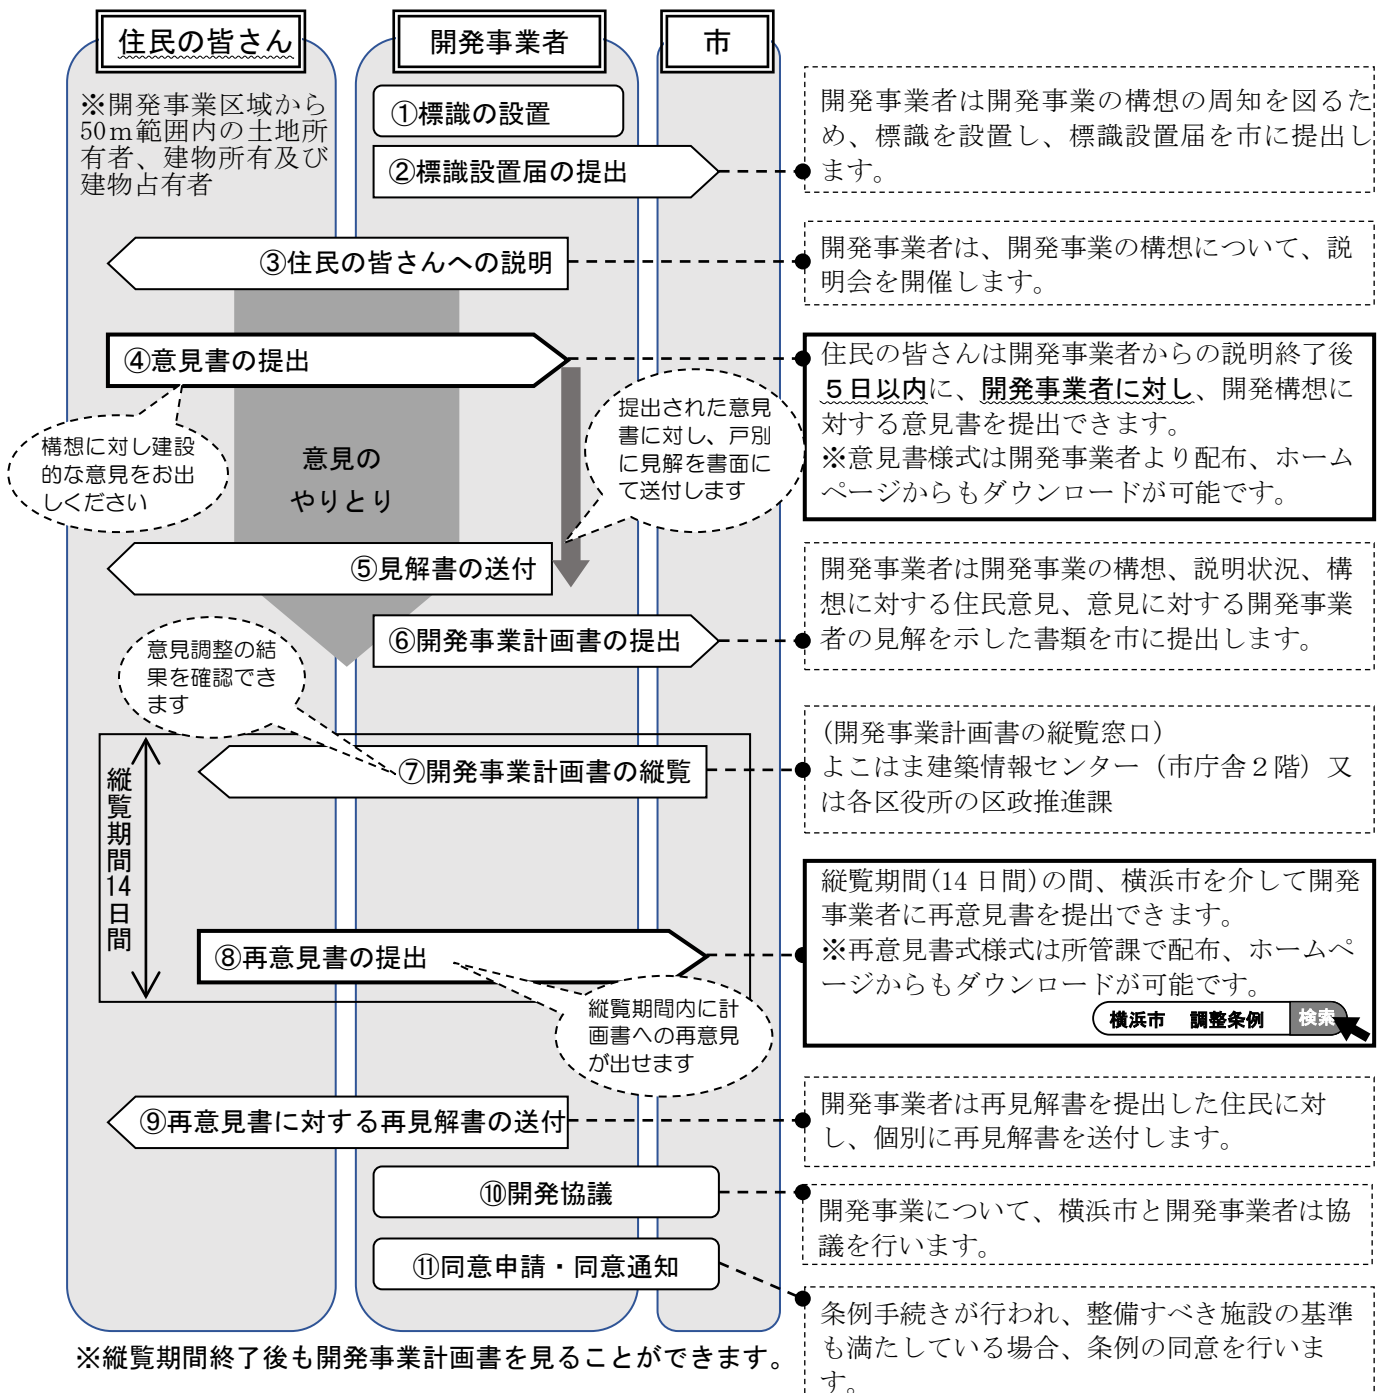 住民の皆さん
開発事業者
市
※開発事業区域から
50m範囲内の土地所
有者、建物所有及び
建物占有者
①標識の設置
②標識設置届の提出
開発事業者は開発事業の構想の周知を図るた
め、標識を設置し、標識設置届を市に提出し
ます。
③住民の皆さんへの説明
開発事業者は、開発事業の構想について、説
明会を開催します。
④意見書の提出
住民の皆さんは開発事業者からの説明終了後
５日以内に、開発事業者に対し、開発構想に
対する意見書を提出できます。
※意見書様式は開発事業者より配布、ホーム
ページからもダウンロードが可能です。
構想に対し建設
的な意見をお出
しください
意見の
やりとり
提出された意見
書に対し、戸別
に見解を書面に
て送付します
⑤見解書の送付
⑥開発事業計画書の提出
開発事業者は開発事業の構想、説明状況、構
想に対する住民意見、意見に対する開発事業
者の見解を示した書類を市に提出します。
意見調整の結
果を確認でき
ます
⑦開発事業計画書の縦覧
(開発事業計画書の縦覧窓口)
よこはま建築情報センター（市庁舎２階）又
は各区役所の区政推進課
縦覧期間14日間
⑧再意見書の提出
縦覧期間(14 日間)の間、横浜市を介して開発
事業者に再意見書を提出できます。
※再意見書式様式は所管課で配布、ホームペ
ージからもダウンロードが可能です。
横浜市　調整条例　検索
縦覧期間内に計
画書への再意見
が出せます
⑨再意見書に対する再見解書の送付
開発事業者は再見解書を提出した住民に対
し、個別に再見解書を送付します。
⑩開発協議
開発事業について、横浜市と開発事業者は協
議を行います。
⑪同意申請・同意通知
条例手続きが行われ、整備すべき施設の基準
も満たしている場合、条例の同意を行いま
す。
※縦覧期間終了後も開発事業計画書を見ることができます。